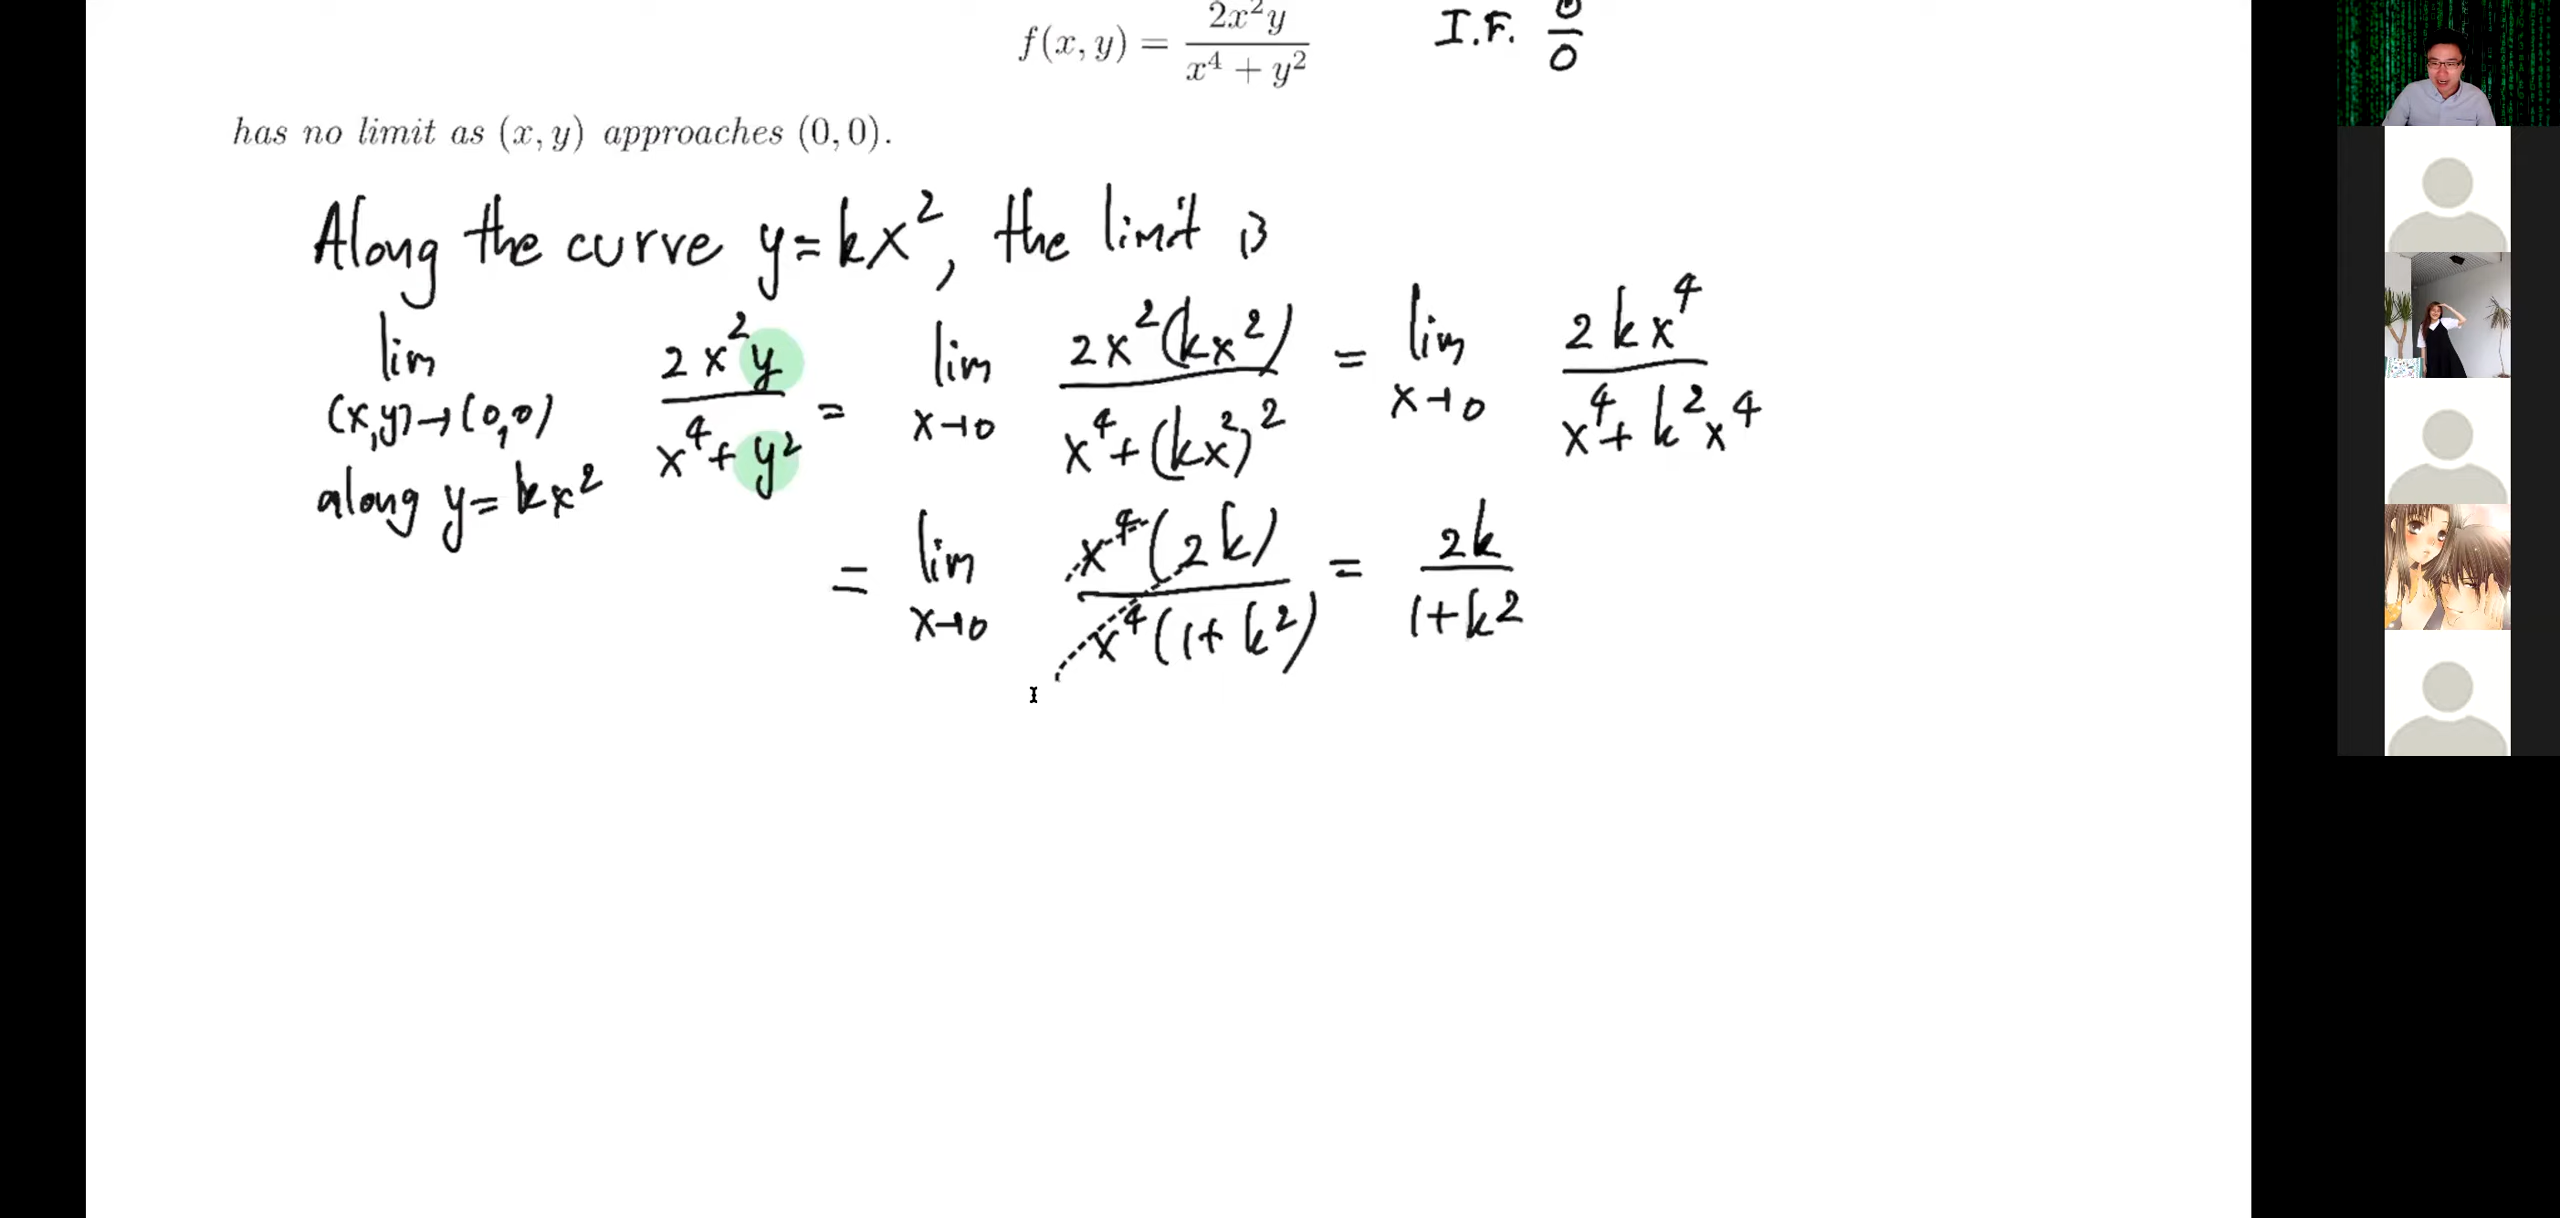 f(x, y) = 2x²y / (x⁴ + y²)    I.F. 0/0
has no limit as (x, y) approaches (0, 0).
Along the curve y = kx², the limit is
lim (x,y)→(0,0) along y = kx² 2x²y / (x⁴ + y²) = lim x→0 2x²(kx²) / (x⁴ + (kx²)²) = lim x→0 2kx⁴ / (x⁴ + k²x⁴)
= lim x→0 x⁴(2k) / (x⁴(1 + k²)) = 2k / (1 + k²)